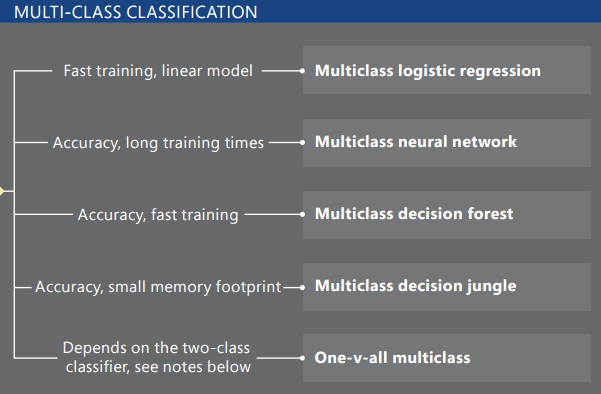 MULTI-CLASS CLASSIFICATION
Fast training, linear model
Multiclass logistic regression
Accuracy, long training times
Multiclass neural network
Accuracy, fast training
Multiclass decision forest
Accuracy, small memory footprint
Multiclass decision jungle
Depends on the two-class
classifier, see notes below
One-v-all multiclass